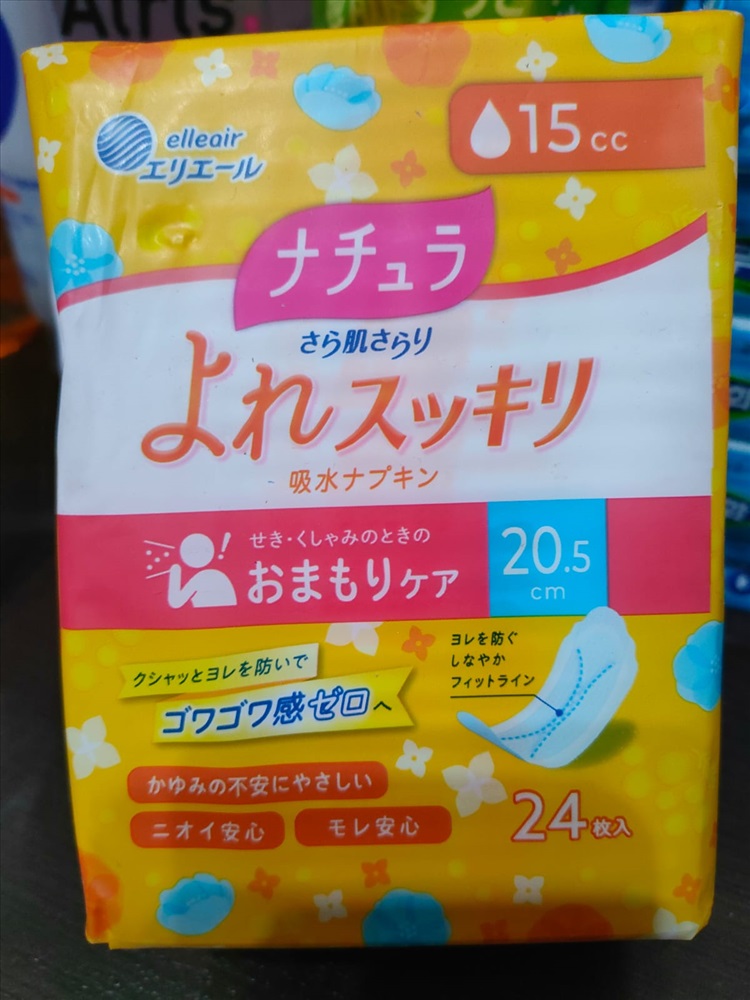 elleair
エリエール
15cc
ナチュラ
さら肌さらり
よれスッキリ
吸水ナプキン
せき・くしゃみのときの
おまもりケア
20.5
cm
クシャッとヨレを防いで
ゴワゴワ感ゼロへ
ヨレを防ぐ
しなやか
フィットライン
かゆみの不安にやさしい
ニオイ安心
モレ安心
24枚入